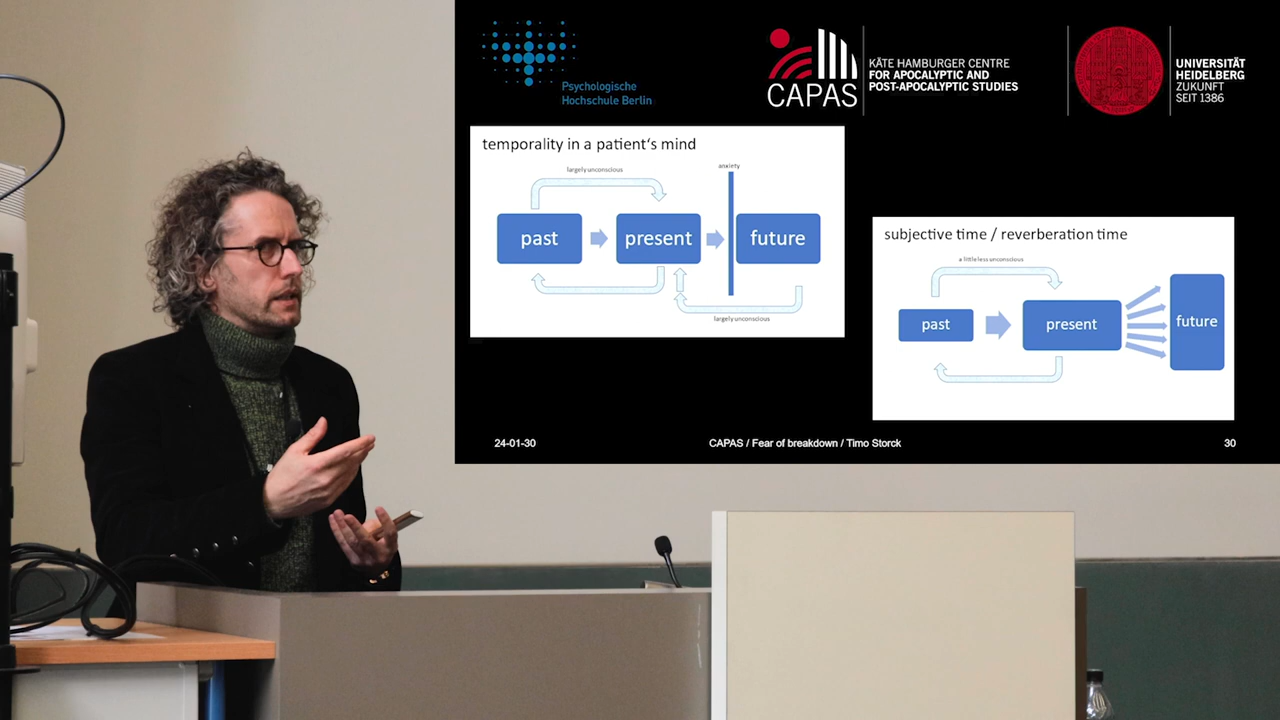 Psychologische
Hochschule Berlin
CAPAS
KÄTE HAMBURGER CENTRE
FOR APOCALYPTIC AND
POST-APOCALYPTIC STUDIES
UNIVERSITÄT
HEIDELBERG
ZUKUNFT
SEIT 1386
temporality in a patient's mind
largely unconscious
anxiety
past
present
future
largely unconscious
subjective time / reverberation time
a little less unconscious
past
present
future
24-01-30
CAPAS / Fear of breakdown / Timo Storck
30